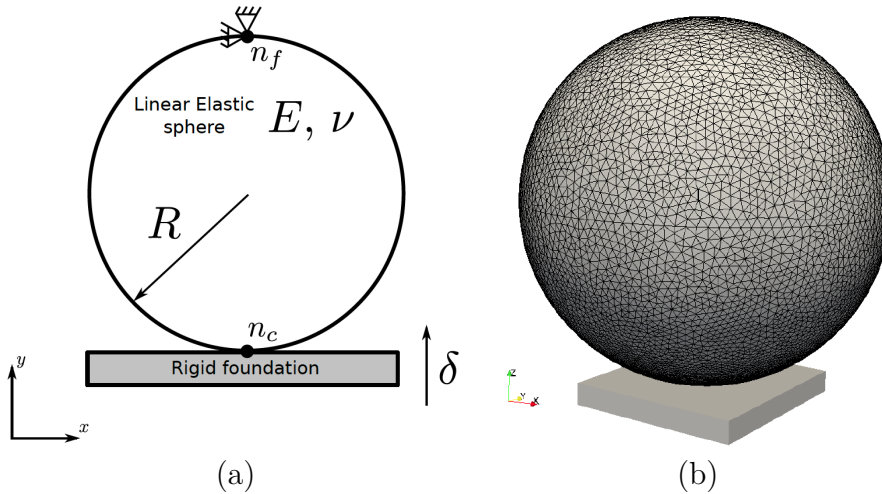 n_f
Linear Elastic
sphere
E, ν
R
n_c
Rigid foundation
δ
y
x
(a)
Z
Y
X
(b)